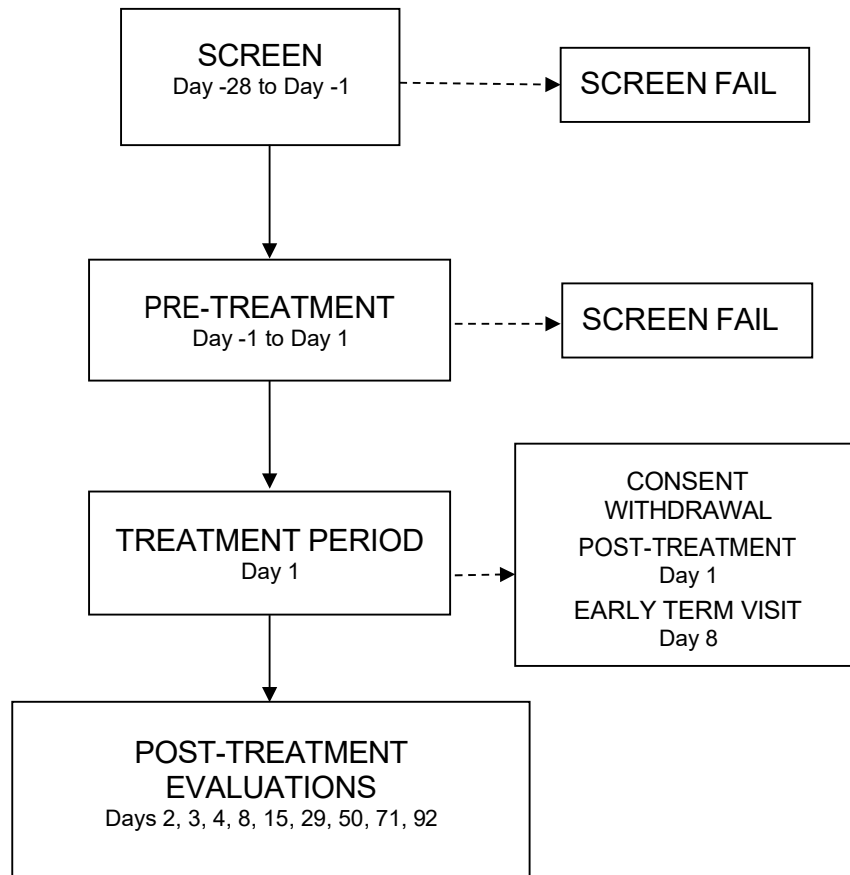 SCREEN
Day -28 to Day -1
SCREEN FAIL
PRE-TREATMENT
Day -1 to Day 1
SCREEN FAIL
TREATMENT PERIOD
Day 1
CONSENT
WITHDRAWAL
POST-TREATMENT
Day 1
EARLY TERM VISIT
Day 8
POST-TREATMENT
EVALUATIONS
Days 2, 3, 4, 8, 15, 29, 50, 71, 92